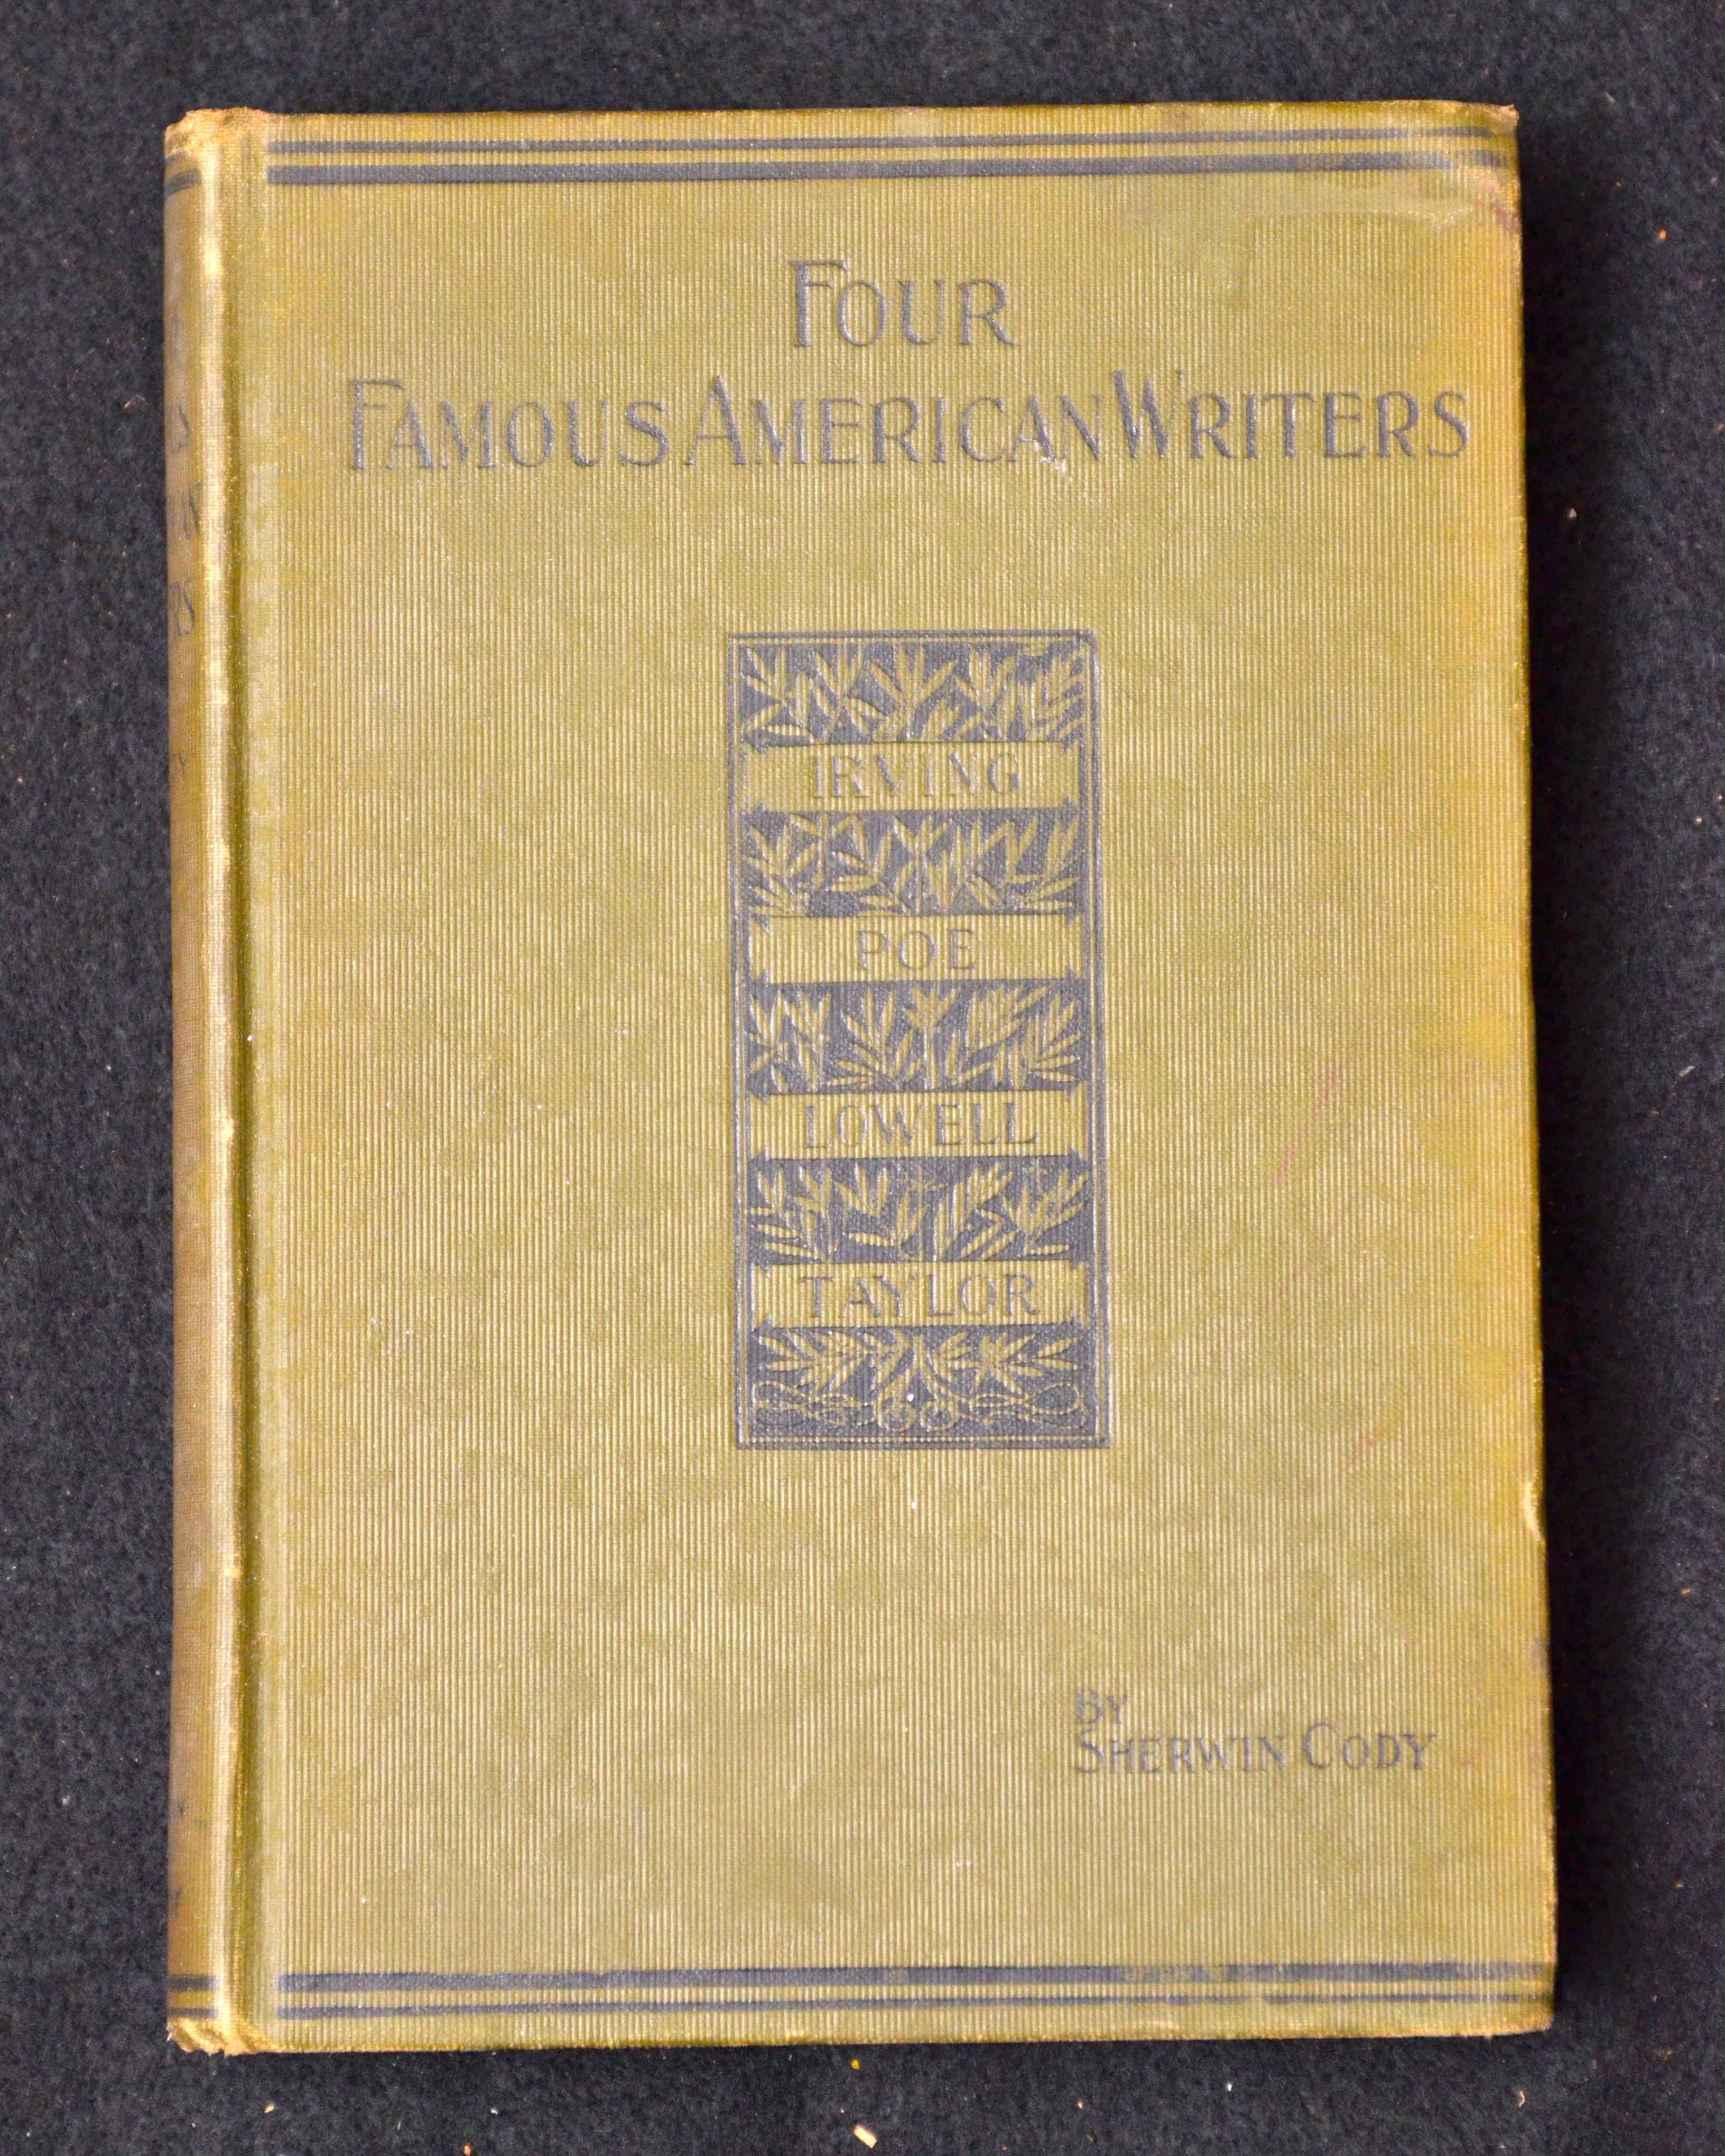 FOUR
FAMOUS AMERICAN WRITERS
IRVING
POE
LOWELL
TAYLOR
BY
SHERWIN CODY